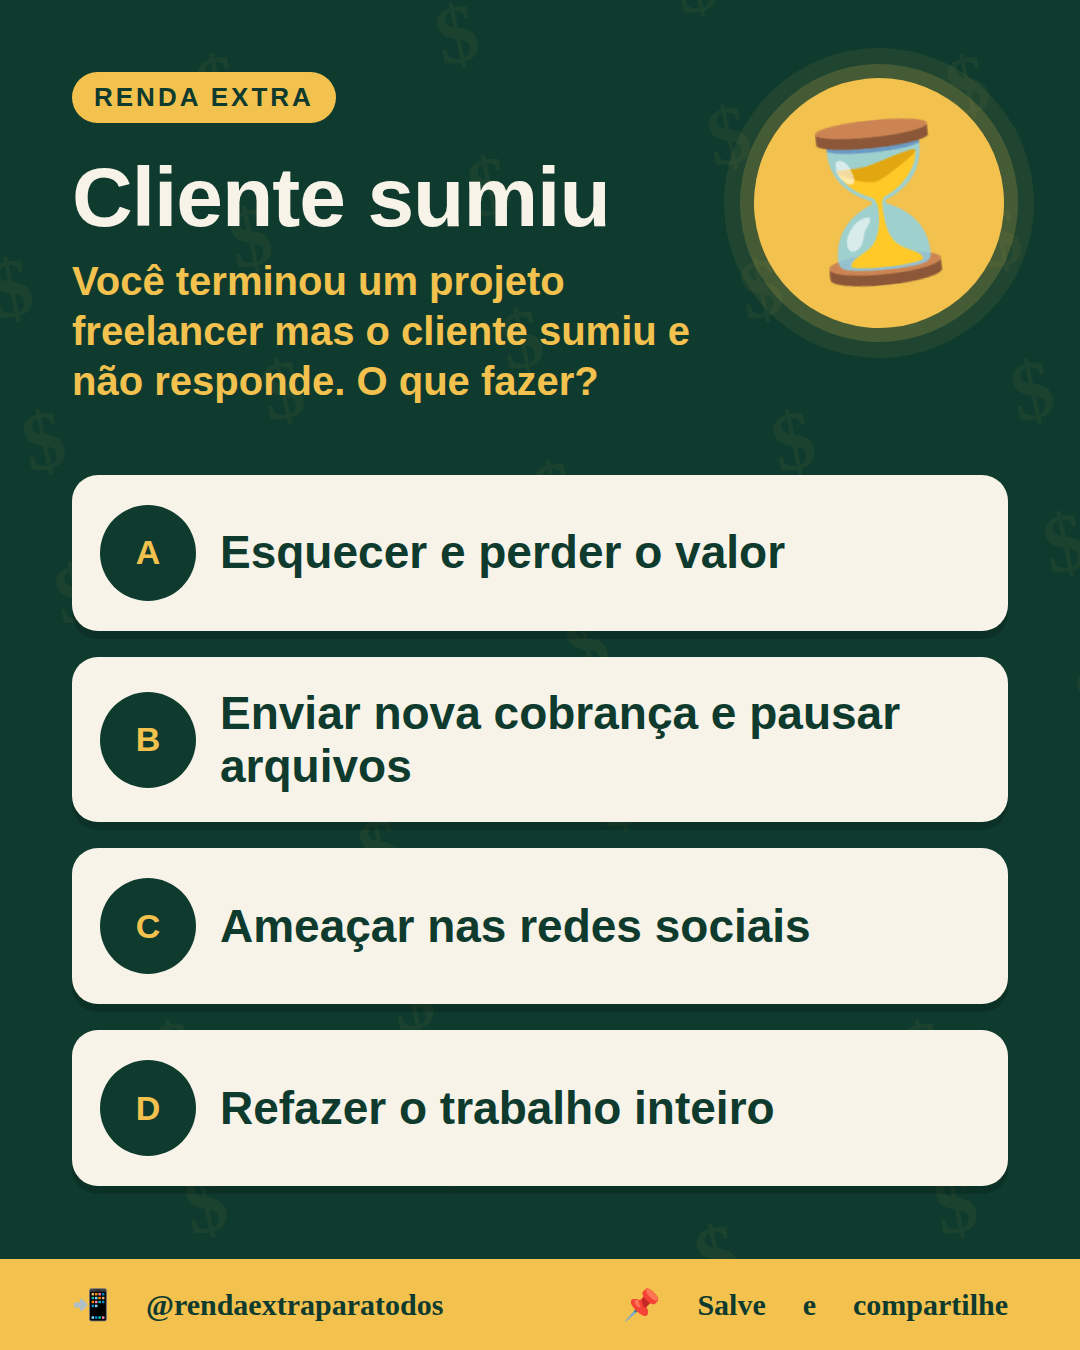 RENDA EXTRA
Cliente sumiu
Você terminou um projeto
freelancer mas o cliente sumiu e
não responde. O que fazer?
A Esquecer e perder o valor
B Enviar nova cobrança e pausar
arquivos
C Ameaçar nas redes sociais
D Refazer o trabalho inteiro
@rendaextraparatodos Salve e compartilhe